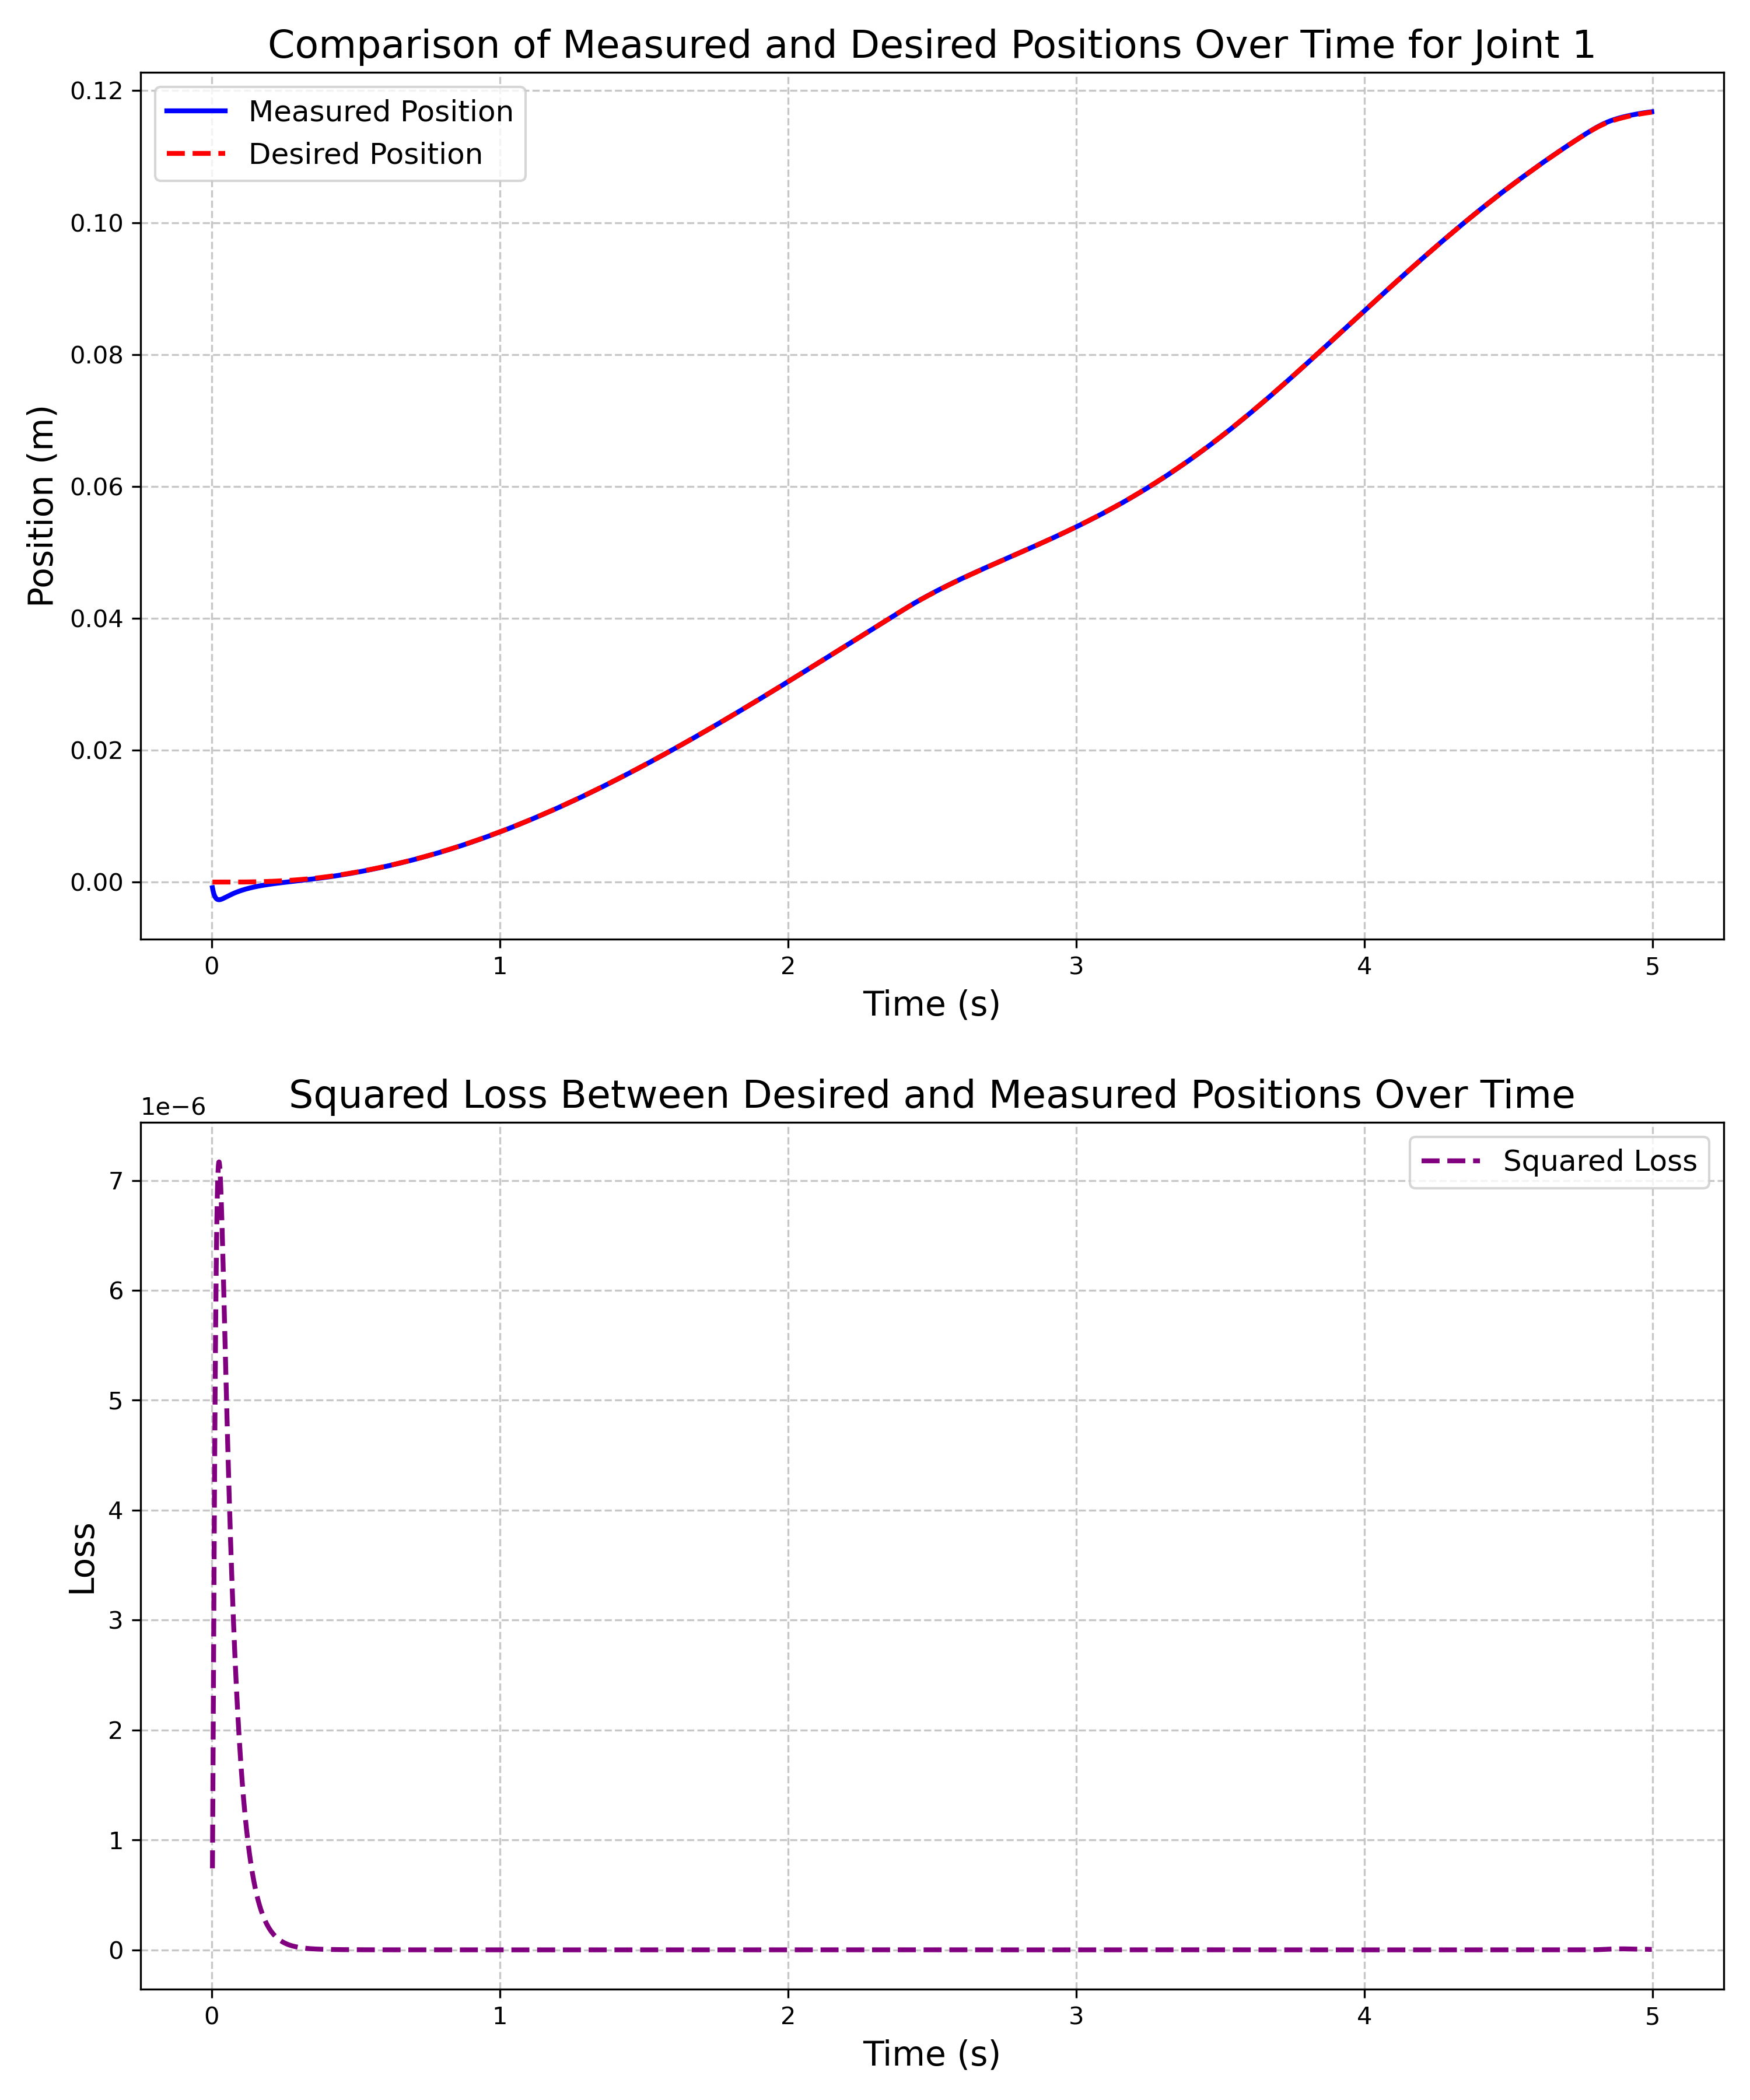 Comparison of Measured and Desired Positions Over Time for Joint 1
Measured Position
Desired Position
0.12
0.10
0.08
0.06
0.04
0.02
0.00
Position (m)
0 1 2 3 4 5
Time (s)
Squared Loss Between Desired and Measured Positions Over Time
1e−6
Squared Loss
7
6
5
4
3
2
1
0
Loss
0 1 2 3 4 5
Time (s)